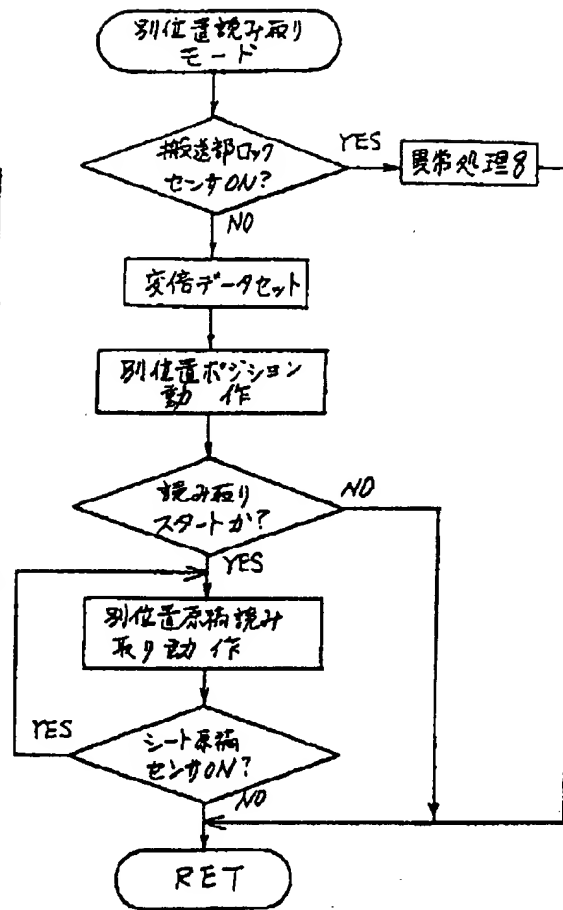 別位置読み取り
モード
搬送部ロック
センサON?
YES
異常処理8
NO
変倍データセット
別位置ポジション
動 作
読み取り
スタートか?
NO
YES
別位置原稿読み
取り動作
YES
シート原稿
センサON?
NO
RET